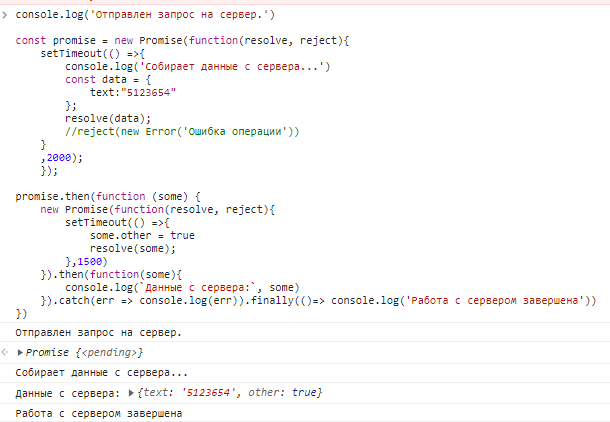 console.log('Отправлен запрос на сервер.')
const promise = new Promise(function(resolve, reject){
setTimeout(() =>{
console.log('Собирает данные с сервера...')
const data = {
text:"5123654"
};
resolve(data);
//reject(new Error('Ошибка операции'))
}
,2000);
});
promise.then(function (some) {
new Promise(function(resolve, reject){
setTimeout(() =>{
some.other = true
resolve(some);
},1500)
}).then(function(some){
console.log(`Данные с сервера:`, some)
}).catch(err => console.log(err)).finally(()=> console.log('Работа с сервером завершена'))
})
Отправлен запрос на сервер.
Promise {<pending>}
Собирает данные с сервера...
Данные с сервера: {text: '5123654', other: true}
Работа с сервером завершена